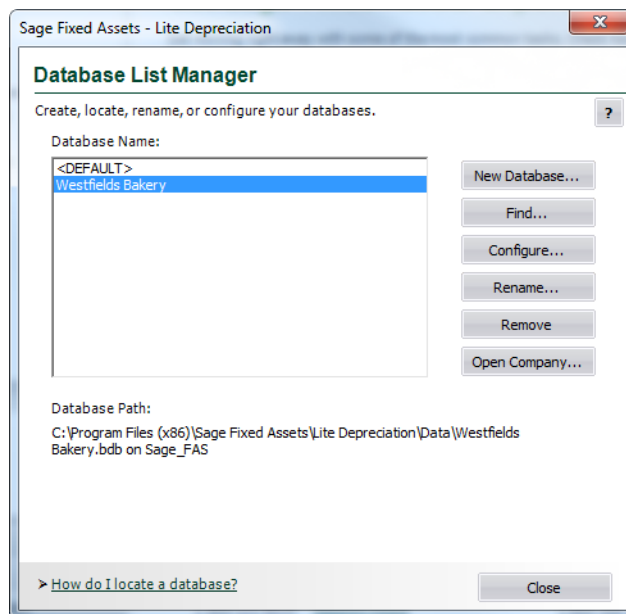 Sage Fixed Assets - Lite Depreciation
Database List Manager
Create, locate, rename, or configure your databases.
?
Database Name:
<DEFAULT>
Westfields Bakery
New Database...
Find...
Configure...
Rename...
Remove
Open Company...
Database Path:
C:\Program Files (x86)\Sage Fixed Assets\Lite Depreciation\Data\Westfields
Bakery.bdb on Sage_FAS
How do I locate a database?
Close